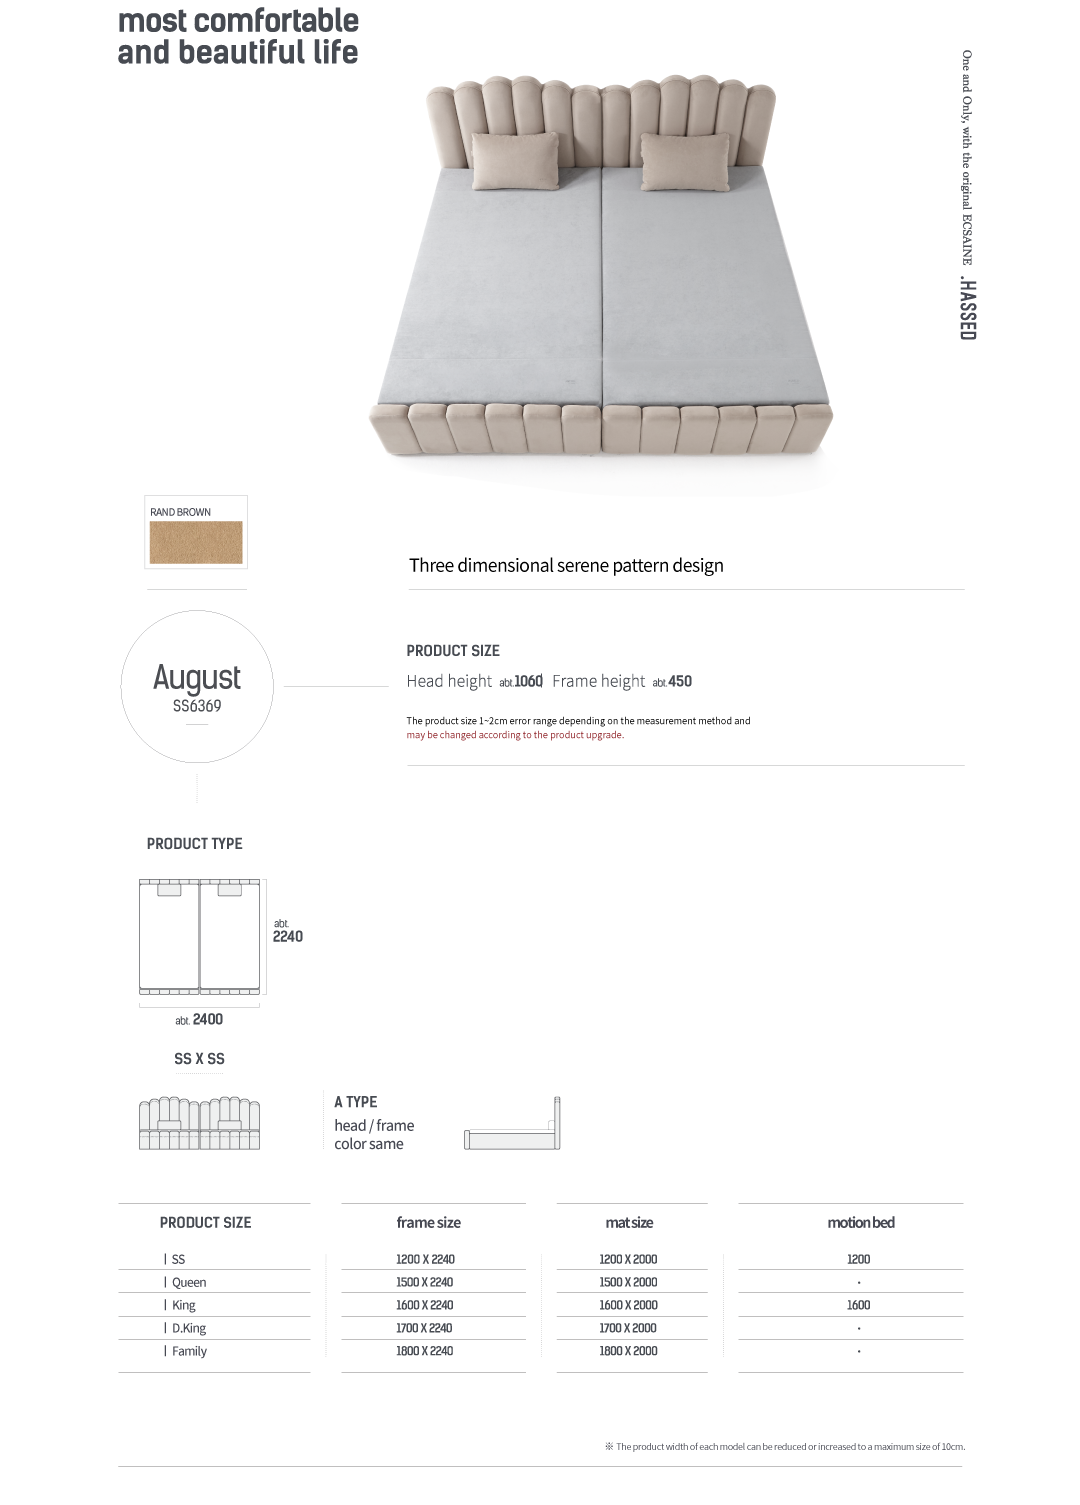 most comfortable
and beautiful life
One and Only, with the original ECSAINE .HASSED
RAND BROWN
Three dimensional serene pattern design
August
SS6369
PRODUCT SIZE
Head height abt.1060 Frame height abt.450
The product size 1~2cm error range depending on the measurement method and
may be changed according to the product upgrade.
PRODUCT TYPE
abt.
2240
abt. 2400
SS X SS
A TYPE
head / frame
color same
PRODUCT SIZE frame size mat size motion bed
| SS 1200 X 2240 1200 X 2000 1200
| Queen 1500 X 2240 1500 X 2000 ·
| King 1600 X 2240 1600 X 2000 1600
| D.King 1700 X 2240 1700 X 2000 ·
| Family 1800 X 2240 1800 X 2000 ·
※ The product width of each model can be reduced or increased to a maximum size of 10cm.